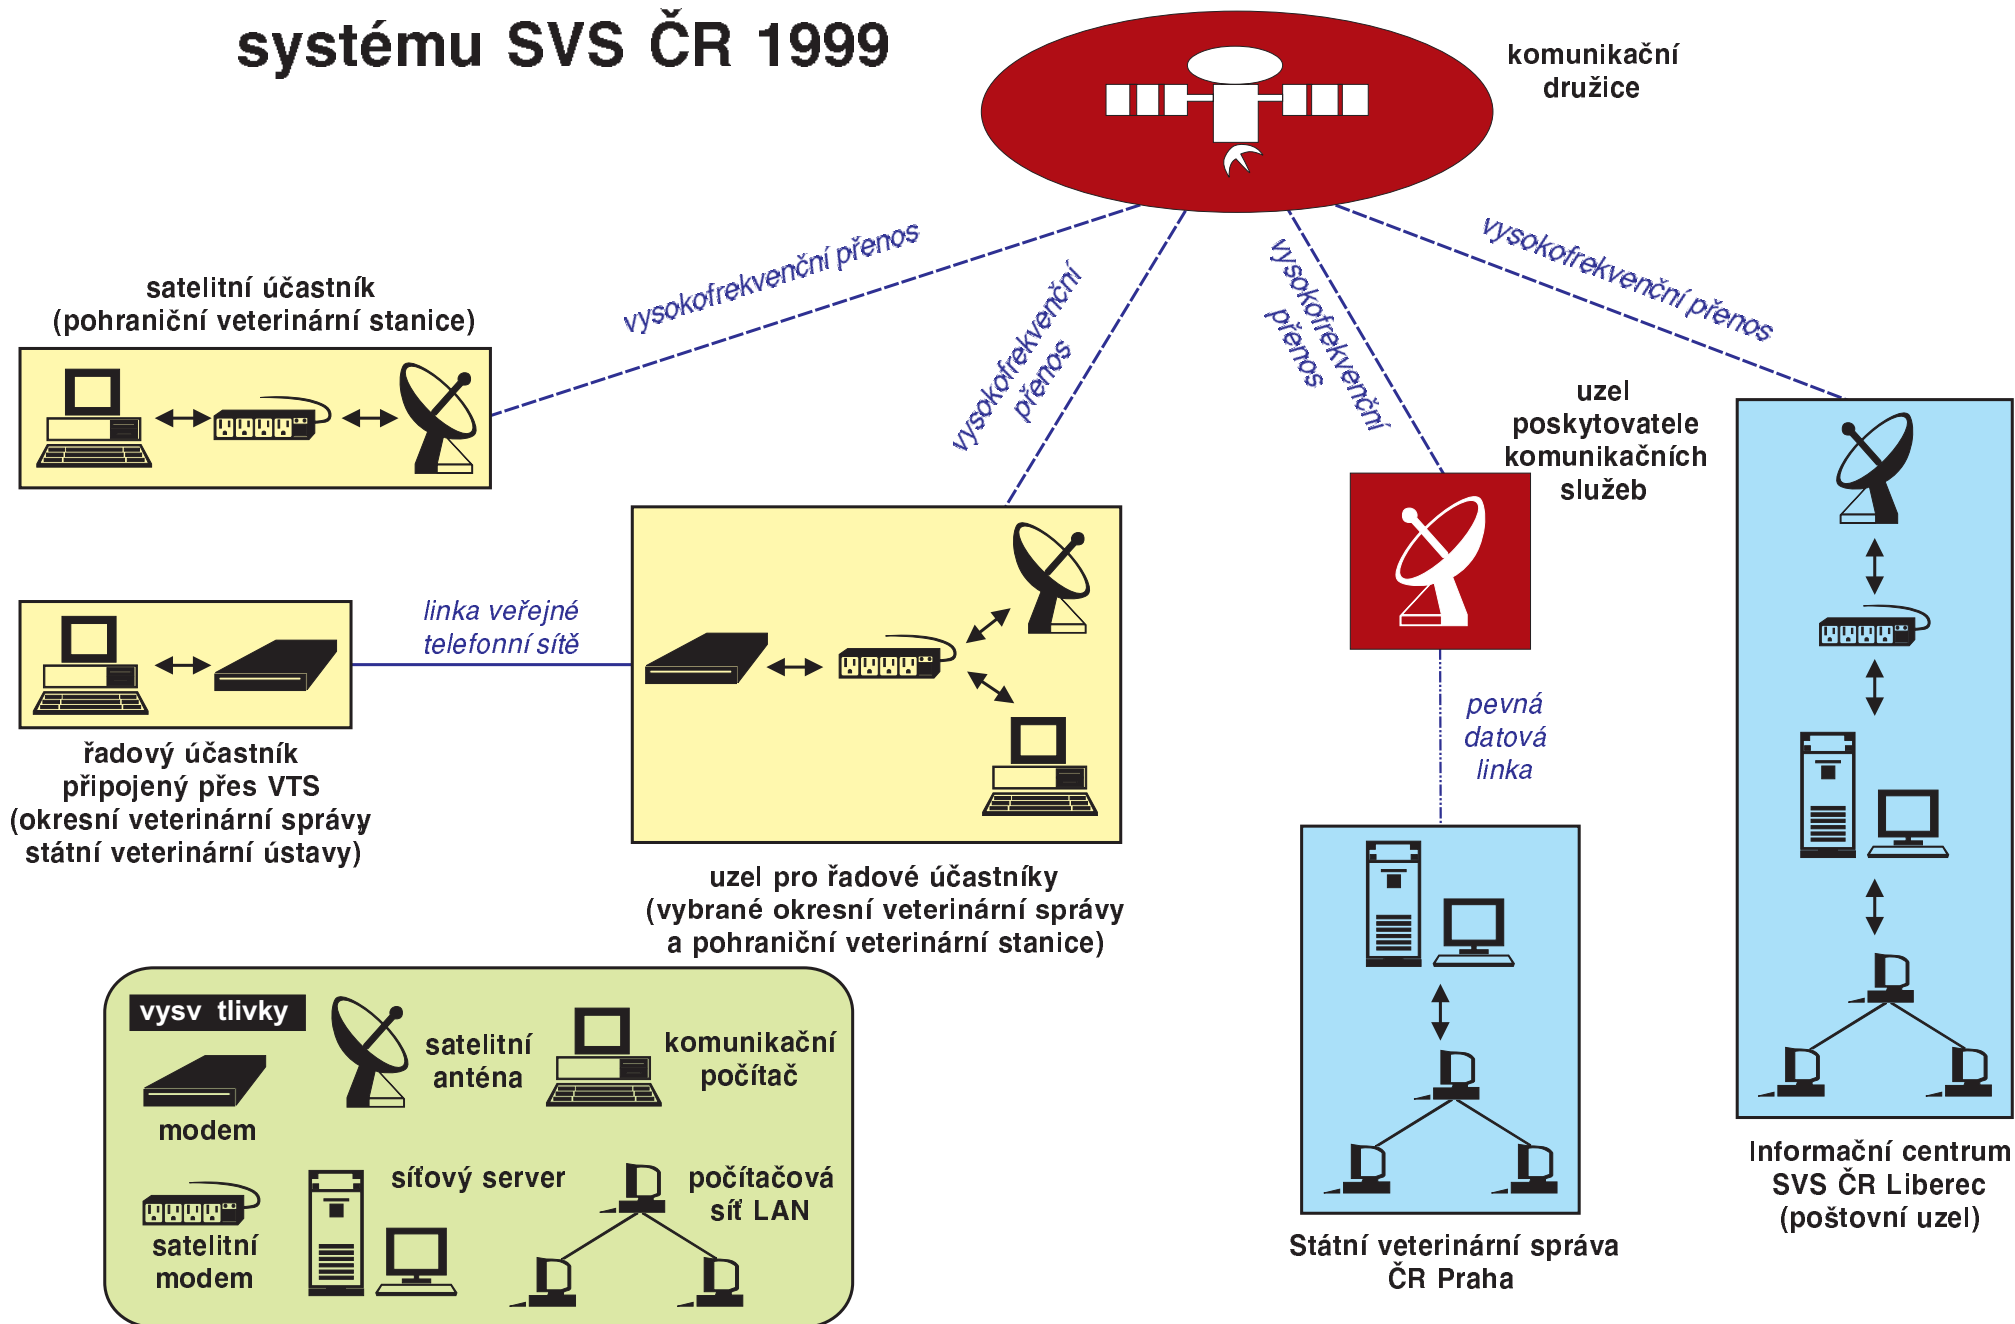 systému SVS ČR 1999
komunikační
družice
vysokofrekvenční přenos
vysokofrekvenční
přenos
vysokofrekvenční
přenos
vysokofrekvenční přenos
satelitní účastník
(pohraniční veterinární stanice)
uzel
poskytovatele
komunikačních
služeb
linka veřejné
telefonní sítě
řadový účastník
připojený přes VTS
(okresní veterinární správy
státní veterinární ústavy)
pevná
datová
linka
uzel pro řadové účastníky
(vybrané okresní veterinární správy
a pohraniční veterinární stanice)
vysv tlivky
satelitní
anténa
komunikační
počítač
modem
síťový server
počítačová
síť LAN
satelitní
modem
Informační centrum
SVS ČR Liberec
(poštovní uzel)
Státní veterinární správa
ČR Praha